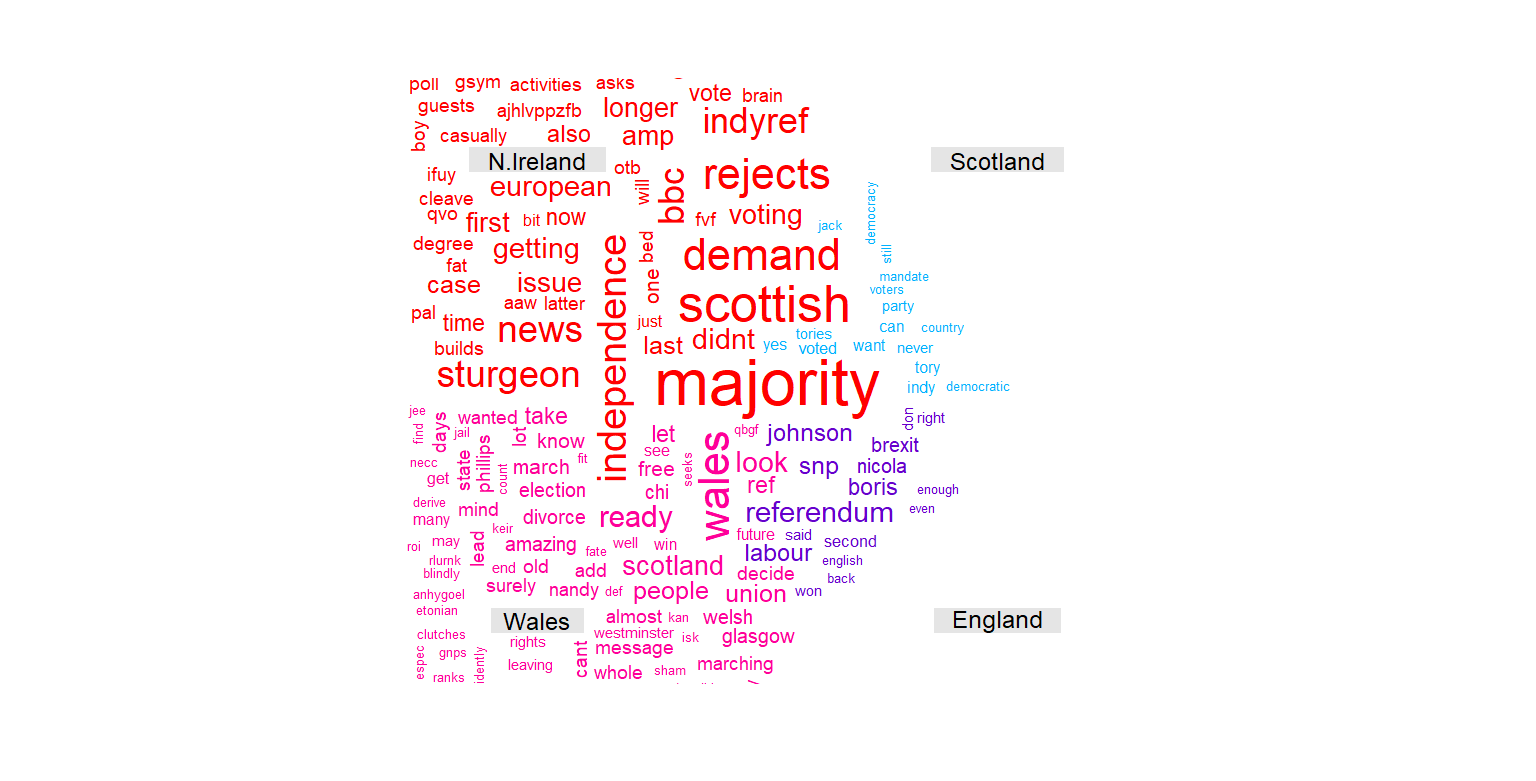 poll gsym activities asks
vote brain
guests ajhlvppzfb longer
indyref
boy casually also amp
N.Ireland
Scotland
ifuy european otb will bbc rejects
cleave
qvo first bit now fvf voting jack democracy
degree getting independence bed demand still
fat
case issue one mandate
aaw latter scottish voters
pal time news just party
can country
builds last didnt yes tories voted want never
sturgeon majority tory
indy democratic
jee wanted take don right
find days jail lot know let qbgf johnson
necc state phillips count march fit see free seeks wales look snp brexit nicola
get election chi ref boris enough
derive mind divorce ready referendum even
many keir future said second
roi may lead amazing fate well win labour english
rlurnk blindly end old add scotland decide back
anhygoel surely nandy def people union won
etonian almost kan welsh
Wales
England
clutches rights westminster isk glasgow
espec gnps idently cant message
leaving whole sham marching
ranks